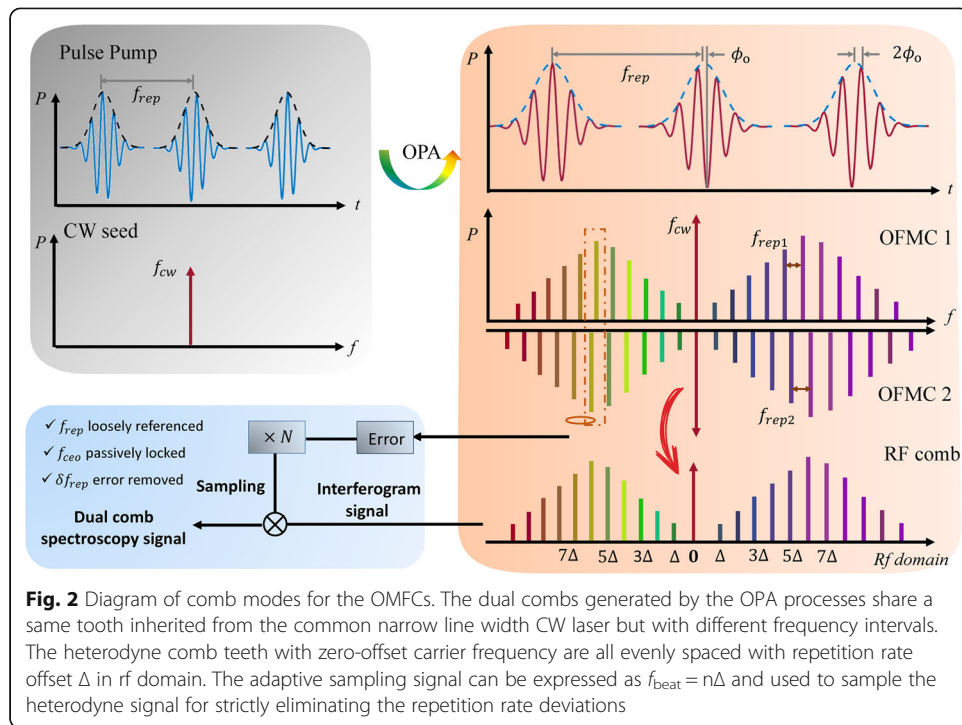 Pulse Pump
P
f_rep
t
CW seed
P
f_cw
f
OPA
P
f_rep
ϕ_o
2ϕ_o
t
P
f_cw
f_rep1
OFMC 1
f
OFMC 2
f_rep2
RF comb
7Δ 5Δ 3Δ Δ 0 Δ 3Δ 5Δ 7Δ Rf domain
✓ f_rep loosely referenced
✓ f_ceo passively locked
✓ δf_rep error removed
× N
Error
Sampling
Interferogram
signal
Dual comb
spectroscopy signal
Fig. 2 Diagram of comb modes for the OMFCs. The dual combs generated by the OPA processes share a
same tooth inherited from the common narrow line width CW laser but with different frequency intervals.
The heterodyne comb teeth with zero-offset carrier frequency are all evenly spaced with repetition rate
offset Δ in rf domain. The adaptive sampling signal can be expressed as f_beat = nΔ and used to sample the
heterodyne signal for strictly eliminating the repetition rate deviations